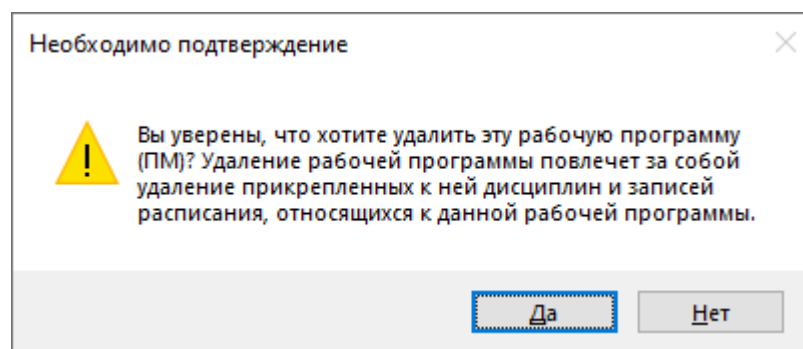 Необходимо подтверждение
Вы уверены, что хотите удалить эту рабочую программу
(ПМ)? Удаление рабочей программы повлечет за собой
удаление прикрепленных к ней дисциплин и записей
расписания, относящихся к данной рабочей программы.
Да
Нет